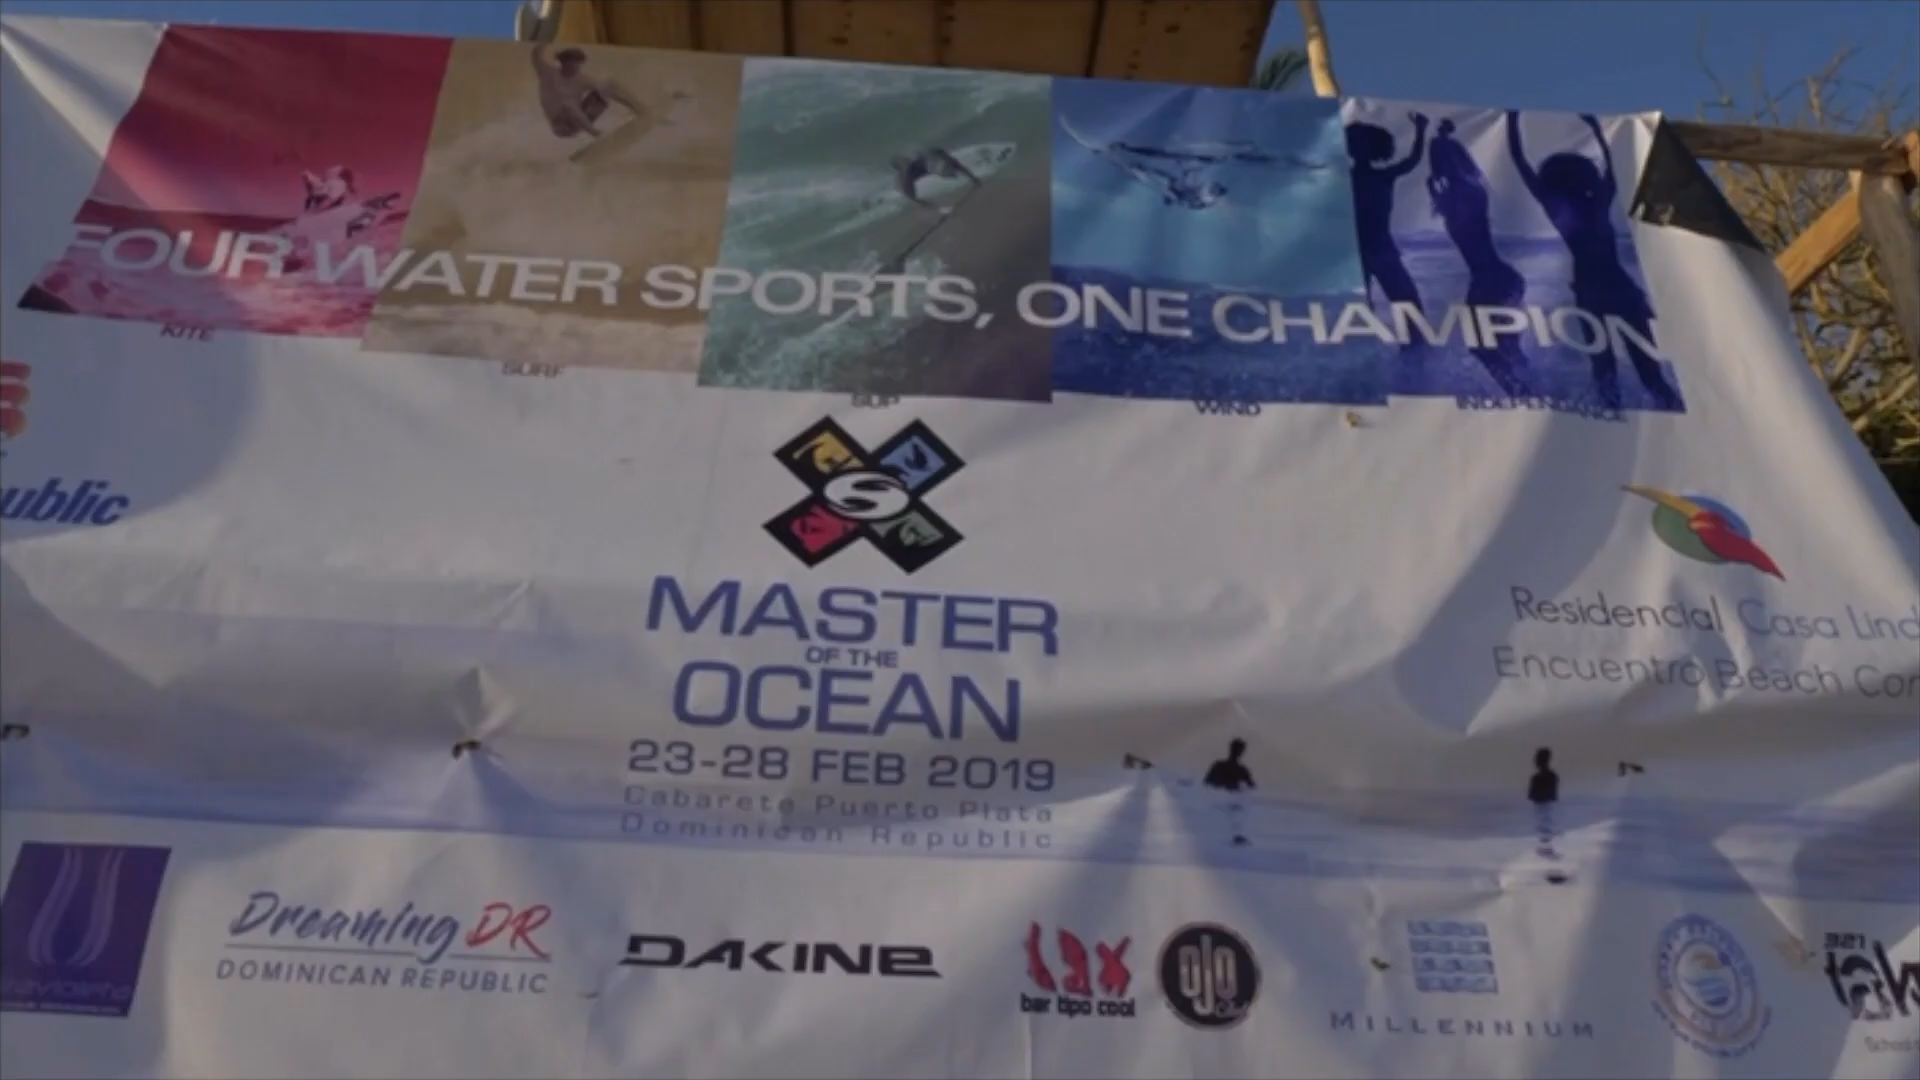 FOUR WATER SPORTS, ONE CHAMPION
KITE
SURF
SUP
WIND
INDEPENDANCE
ublic
MASTER
OF THE
OCEAN
23-28 FEB 2019
Cabarete Puerto Plata
Dominican Republic
Residencial Casa Lind
Encuentro Beach Con
Dreaming DR
DOMINICAN REPUBLIC
DAKINE
lax
bar tipo cool
OJO
MILLENNIUM
321